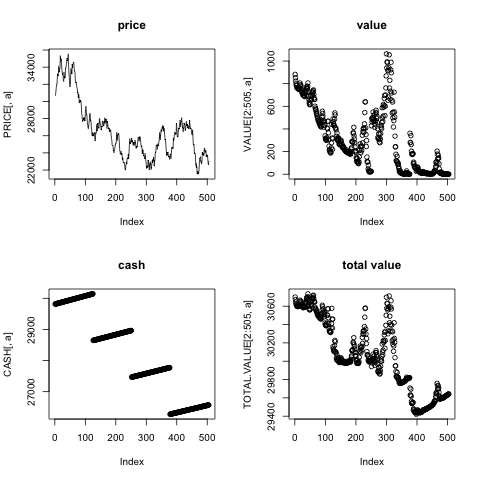 price
PRICE[, a]
22000 28000 34000
0 100 200 300 400 500
Index
value
VALUE[2:505, a]
0 200 600 1000
0 100 200 300 400 500
Index
cash
CASH[, a]
27000 29000
0 100 200 300 400 500
Index
total value
TOTAL.VALUE[2:505, a]
29400 29800 30200 30600
0 100 200 300 400 500
Index